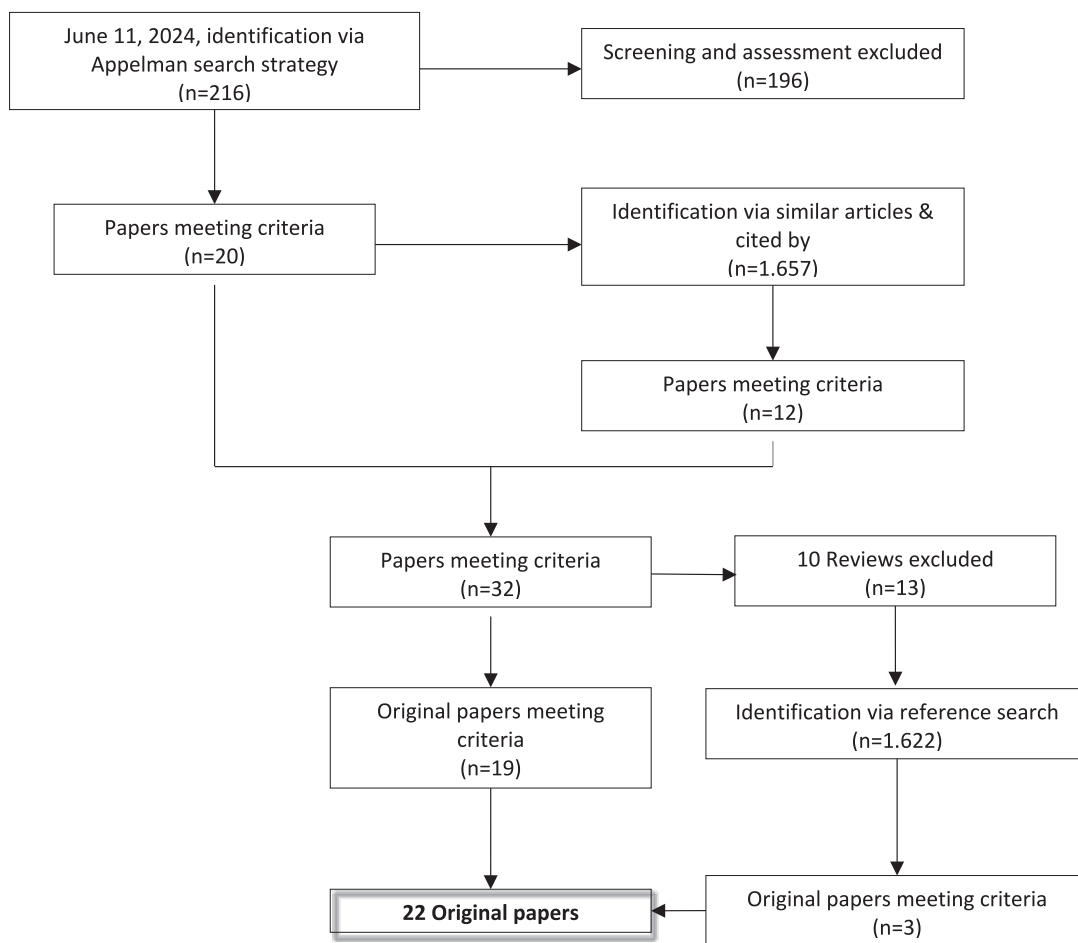 June 11, 2024, identification via
Appelman search strategy
(n=216)
Screening and assessment excluded
(n=196)
Papers meeting criteria
(n=20)
Identification via similar articles &
cited by
(n=1.657)
Papers meeting criteria
(n=12)
Papers meeting criteria
(n=32)
10 Reviews excluded
(n=13)
Original papers meeting
criteria
(n=19)
Identification via reference search
(n=1.622)
22 Original papers
Original papers meeting criteria
(n=3)